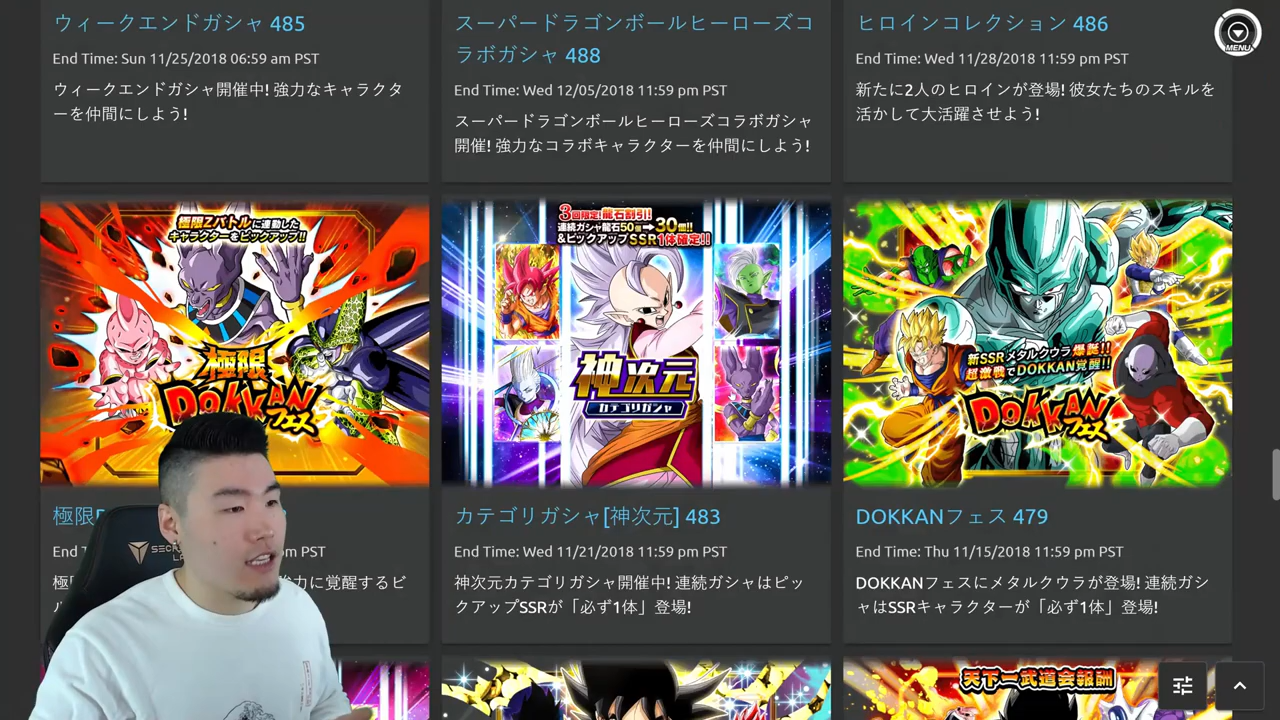 ウィークエンドガシャ 485
End Time: Sun 11/25/2018 06:59 am PST
ウィークエンドガシャ開催中! 強力なキャラクタ
ーを仲間にしよう!
スーパードラゴンボールヒーローズコ
ラボガシャ 488
End Time: Wed 12/05/2018 11:59 pm PST
スーパードラゴンボールヒーローズコラボガシャ
開催! 強力なコラボキャラクターを仲間にしよう!
ヒロインコレクション 486
End Time: Wed 11/28/2018 11:59 pm PST
新たに2人のヒロインが登場! 彼女たちのスキルを
活かして大活躍させよう!
MENU
極限Zバトルに連動した
キャラクターをピックアップ!!
極限
DOKKAN
フェス
3回限定!龍石割引!
連続ガシャ龍石50個→30個!!
&ピックアップSSR1体確定!!
神次元
カテゴリガシャ
新SSRメタルクウラ爆誕!!
超激戦でDOKKAN覚醒!!
DOKKAN
フェス
極限
End
pm PST
極限
に覚醒するビ
カテゴリガシャ[神次元] 483
End Time: Wed 11/21/2018 11:59 pm PST
神次元カテゴリガシャ開催中! 連続ガシャはピッ
クアップSSRが「必ず1体」登場!
DOKKANフェス 479
End Time: Thu 11/15/2018 11:59 pm PST
DOKKANフェスにメタルクウラが登場! 連続ガシ
ャはSSRキャラクターが「必ず1体」登場!
天下一武道会報酬